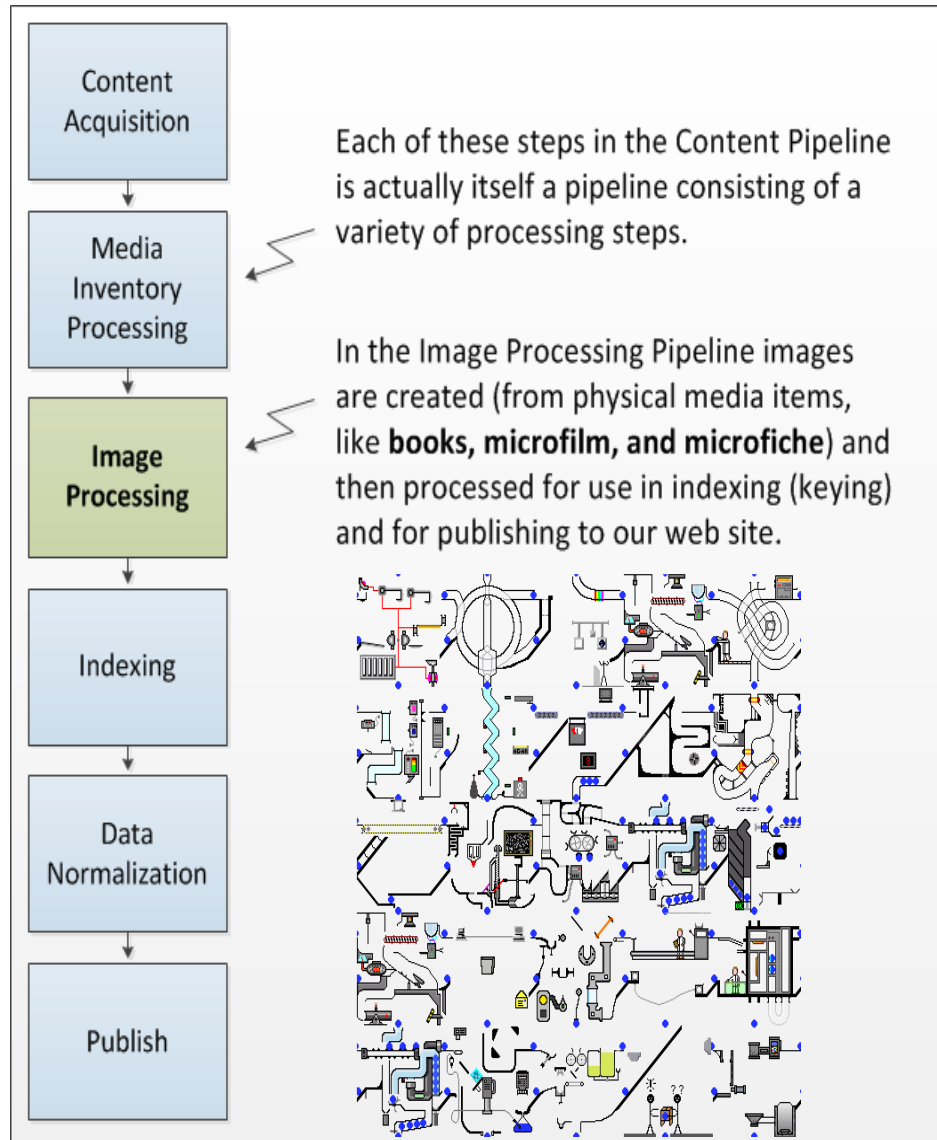 Content
Acquisition
Each of these steps in the Content Pipeline
is actually itself a pipeline consisting of a
variety of processing steps.
Media
Inventory
Processing
In the Image Processing Pipeline images
are created (from physical media items,
like books, microfilm, and microfiche) and
then processed for use in indexing (keying)
and for publishing to our web site.
Image
Processing
Indexing
Data
Normalization
Publish
? ?